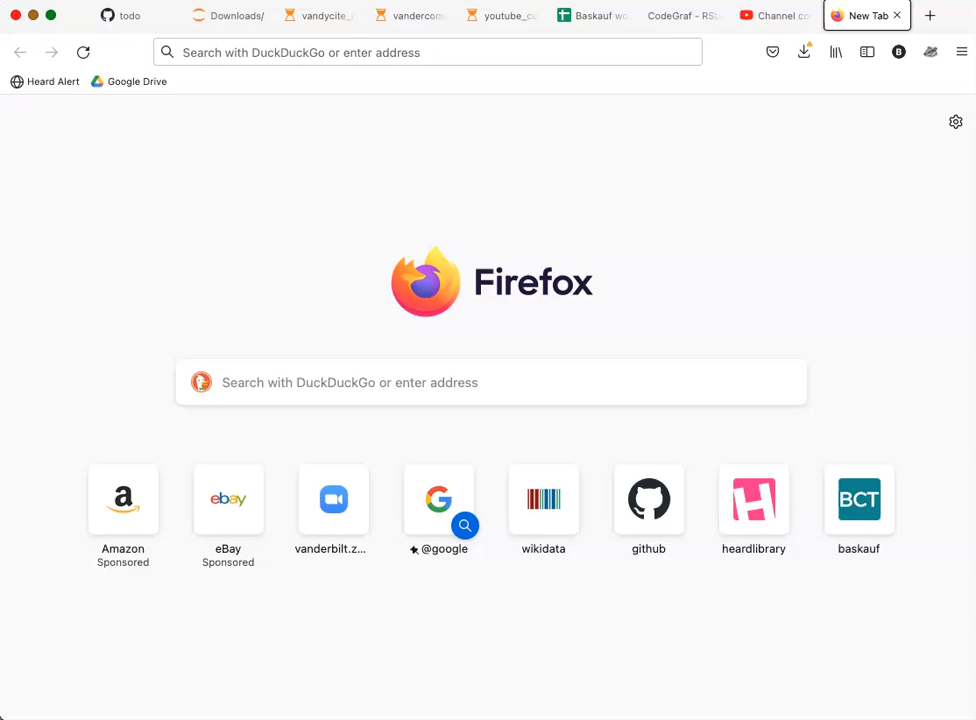 todo
Downloads/
vandycite_
vandercom
youtube_co
Baskauf wo
CodeGraf - RStu
Channel co
New Tab
Search with DuckDuckGo or enter address
B
Heard Alert
Google Drive
Firefox
Search with DuckDuckGo or enter address
a
ebay
G
BCT
Amazon
Sponsored
eBay
Sponsored
vanderbilt.z...
@google
wikidata
github
heardlibrary
baskauf